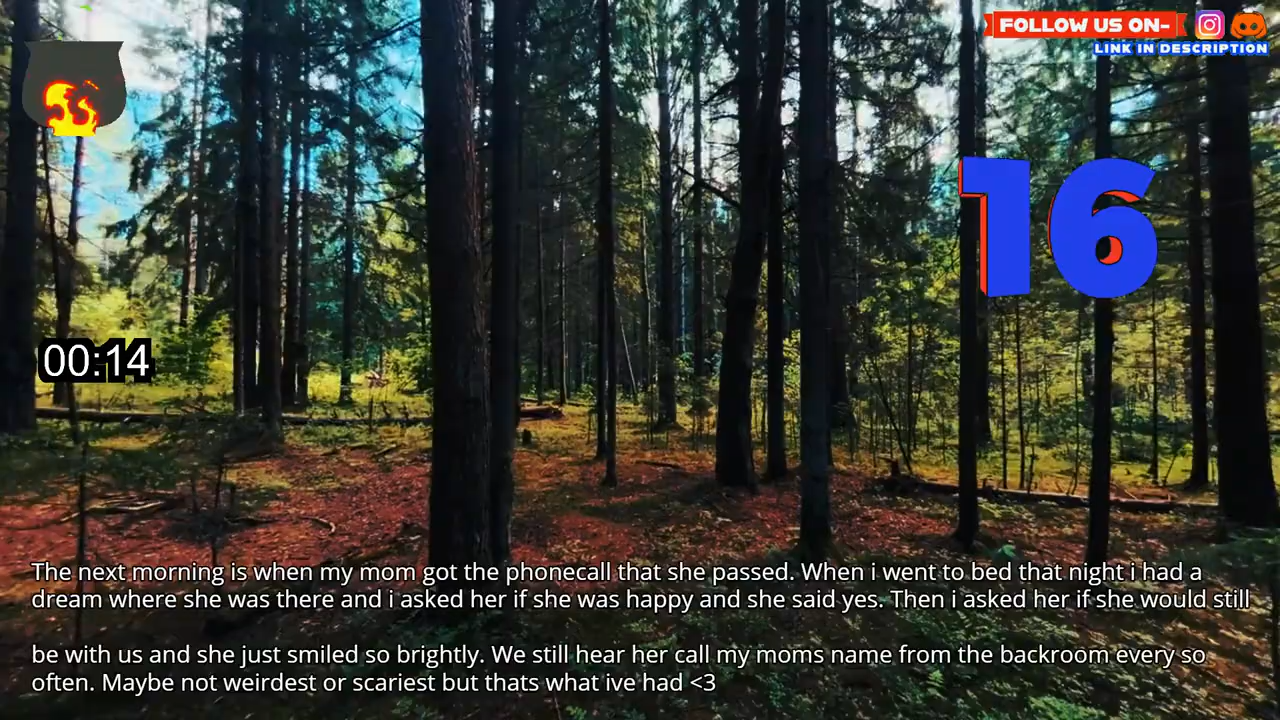 FOLLOW US ON-
LINK IN DESCRIPTION
16
00:14
The next morning is when my mom got the phonecall that she passed. When i went to bed that night i had a
dream where she was there and i asked her if she was happy and she said yes. Then i asked her if she would still
be with us and she just smiled so brightly. We still hear her call my moms name from the backroom every so
often. Maybe not weirdest or scariest but thats what ive had <3